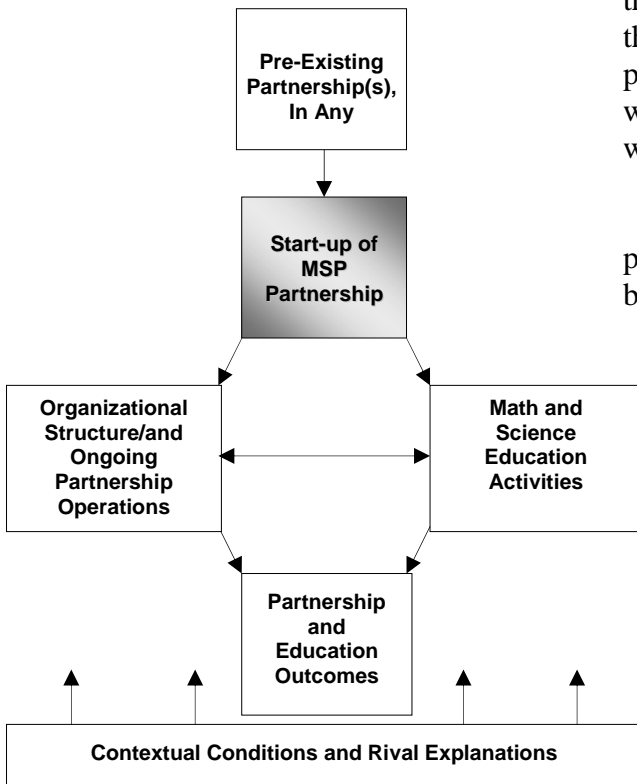 Pre-Existing
Partnership(s),
In Any
Start-up of
MSP
Partnership
Organizational
Structure/and
Ongoing
Partnership
Operations
Math and
Science
Education
Activities
Partnership
and
Education
Outcomes
Contextual Conditions and Rival Explanations